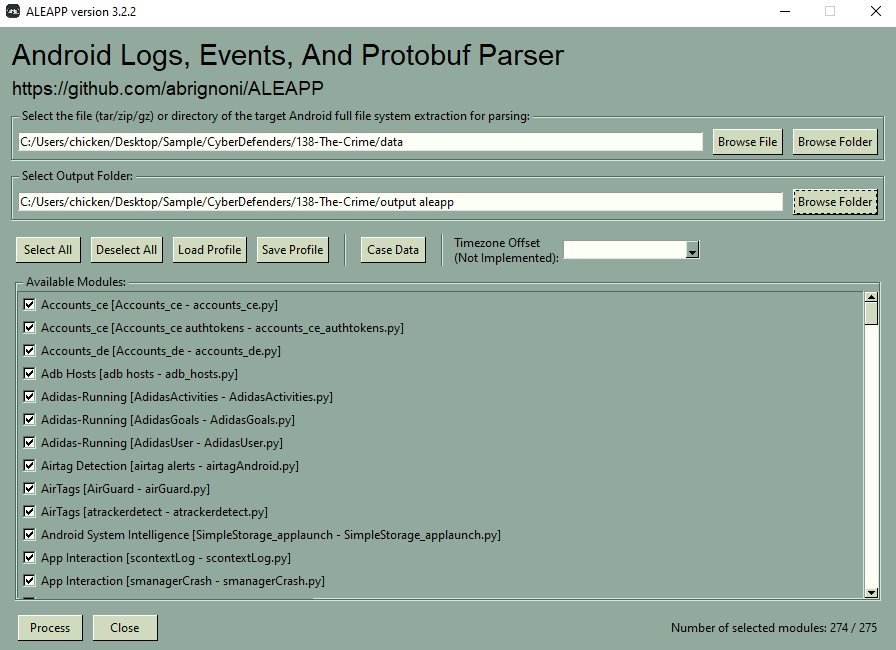 ALEAPP version 3.2.2
Android Logs, Events, And Protobuf Parser
https://github.com/abrignoni/ALEAPP
Select the file (tar/zip/gz) or directory of the target Android full file system extraction for parsing:
C:/Users/chicken/Desktop/Sample/CyberDefenders/138-The-Crime/data
Browse File
Browse Folder
Select Output Folder:
C:/Users/chicken/Desktop/Sample/CyberDefenders/138-The-Crime/output aleapp
Browse Folder
Select All
Deselect All
Load Profile
Save Profile
Case Data
Timezone Offset
(Not Implemented):
Available Modules:
Accounts_ce [Accounts_ce - accounts_ce.py]
Accounts_ce [Accounts_ce authtokens - accounts_ce_authtokens.py]
Accounts_de [Accounts_de - accounts_de.py]
Adb Hosts [adb hosts - adb_hosts.py]
Adidas-Running [AdidasActivities - AdidasActivities.py]
Adidas-Running [AdidasGoals - AdidasGoals.py]
Adidas-Running [AdidasUser - AdidasUser.py]
Airtag Detection [airtag alerts - airtagAndroid.py]
AirTags [AirGuard - airGuard.py]
AirTags [atrackerdetect - atrackerdetect.py]
Android System Intelligence [SimpleStorage_applaunch - SimpleStorage_applaunch.py]
App Interaction [scontextLog - scontextLog.py]
App Interaction [smanagerCrash - smanagerCrash.py]
Process
Close
Number of selected modules: 274 / 275